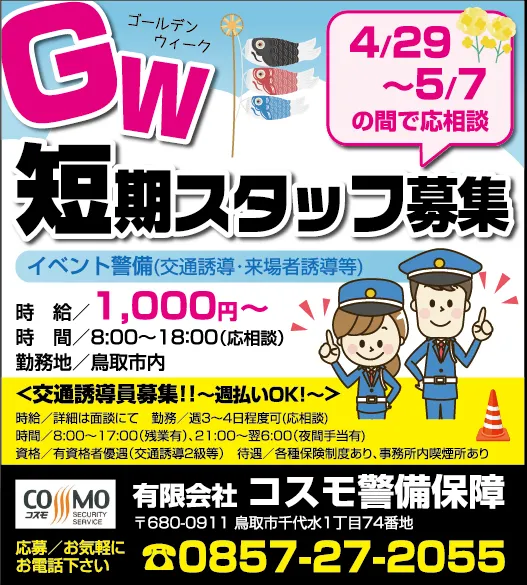 GW
ゴールデン
ウィーク
4/29
～5/7
の間で応相談
短期スタッフ募集
イベント警備(交通誘導・来場者誘導等)
時 給／1,000円～
時 間／8:00～18:00(応相談)
勤務地／鳥取市内
＜交通誘導員募集!!～週払いOK!～＞
時給／詳細は面談にて 勤務／週3～4日程度可(応相談)
時間／8:00～17:00(残業有)、21:00～翌6:00(夜間手当有)
資格／有資格者優遇(交通誘導2級等) 待遇／各種保険制度あり、事務所内喫煙所あり
COSMO
コスモ
SECURITY
SERVICE
有限会社 コスモ警備保障
〒680-0911 鳥取市千代水1丁目74番地
応募／お気軽に
お電話下さい
☎0857-27-2055